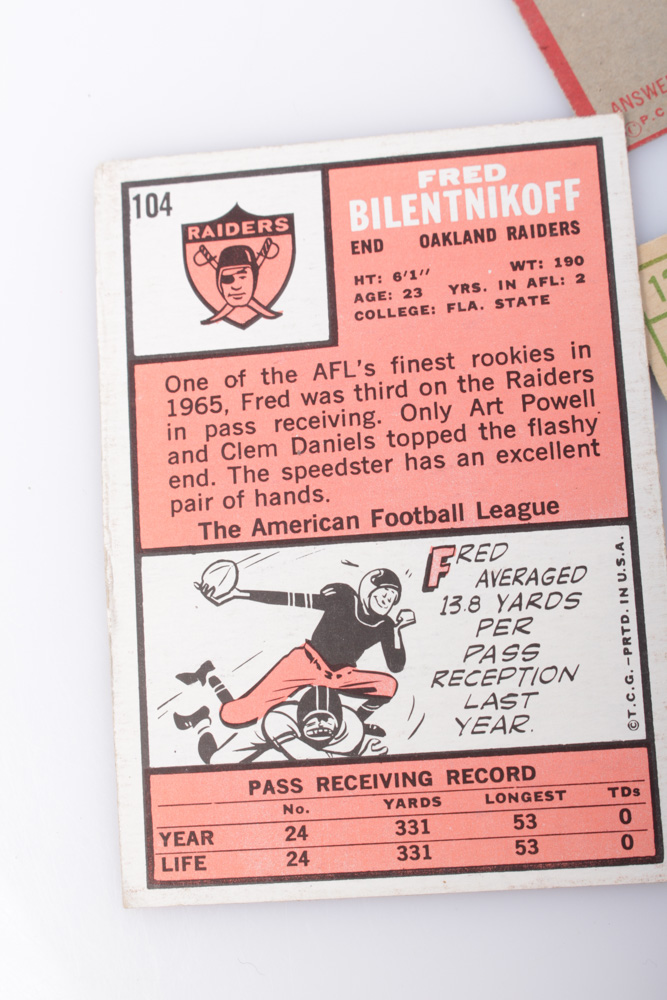 ANSWE
©P.C
104
RAIDERS
FRED
BILENTNIKOFF
END OAKLAND RAIDERS
HT: 6'1" WT: 190
AGE: 23 YRS. IN AFL: 2
COLLEGE: FLA. STATE
One of the AFL's finest rookies in
1965, Fred was third on the Raiders
in pass receiving. Only Art Powell
and Clem Daniels topped the flashy
end. The speedster has an excellent
pair of hands.
The American Football League
FRED
AVERAGED
13.8 YARDS
PER
PASS
RECEPTION
LAST
YEAR.
©T.C.G.-PRTD. IN U.S.A.
PASS RECEIVING RECORD
No. YARDS LONGEST TDs
YEAR 24 331 53 0
LIFE 24 331 53 0